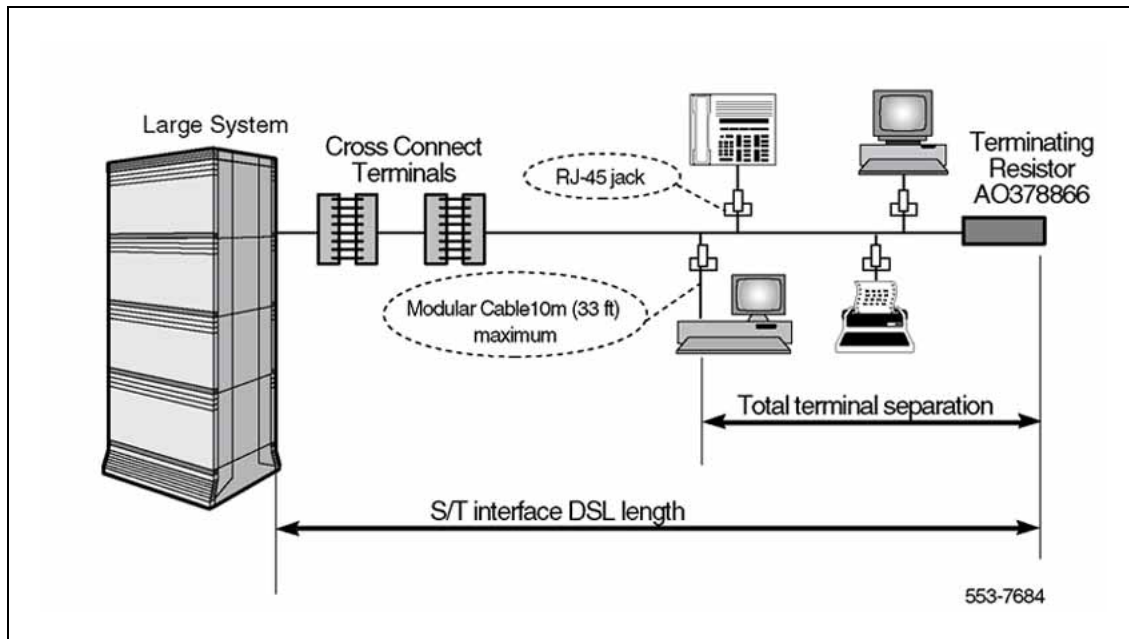 Large System
Cross Connect
Terminals
RJ-45 jack
Terminating
Resistor
AO378866
Modular Cable10m (33 ft)
maximum
Total terminal separation
S/T interface DSL length
553-7684